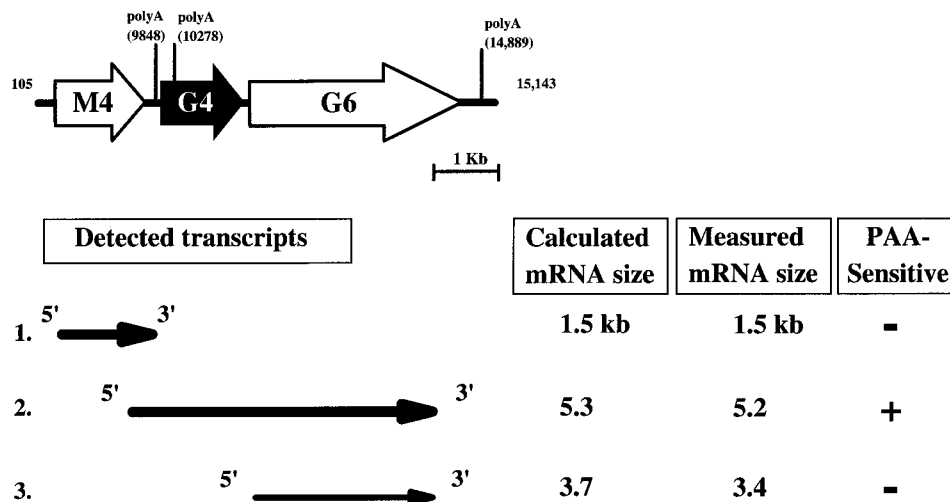 polyA polyA polyA
(9848) (10278) (14,889)
105 15,143
M4 G4 G6
1 Kb
Detected transcripts
Calculated mRNA size
Measured mRNA size
PAA-Sensitive
1. 5' 3' 1.5 kb 1.5 kb -
2. 5' 3' 5.3 5.2 +
3. 5' 3' 3.7 3.4 -